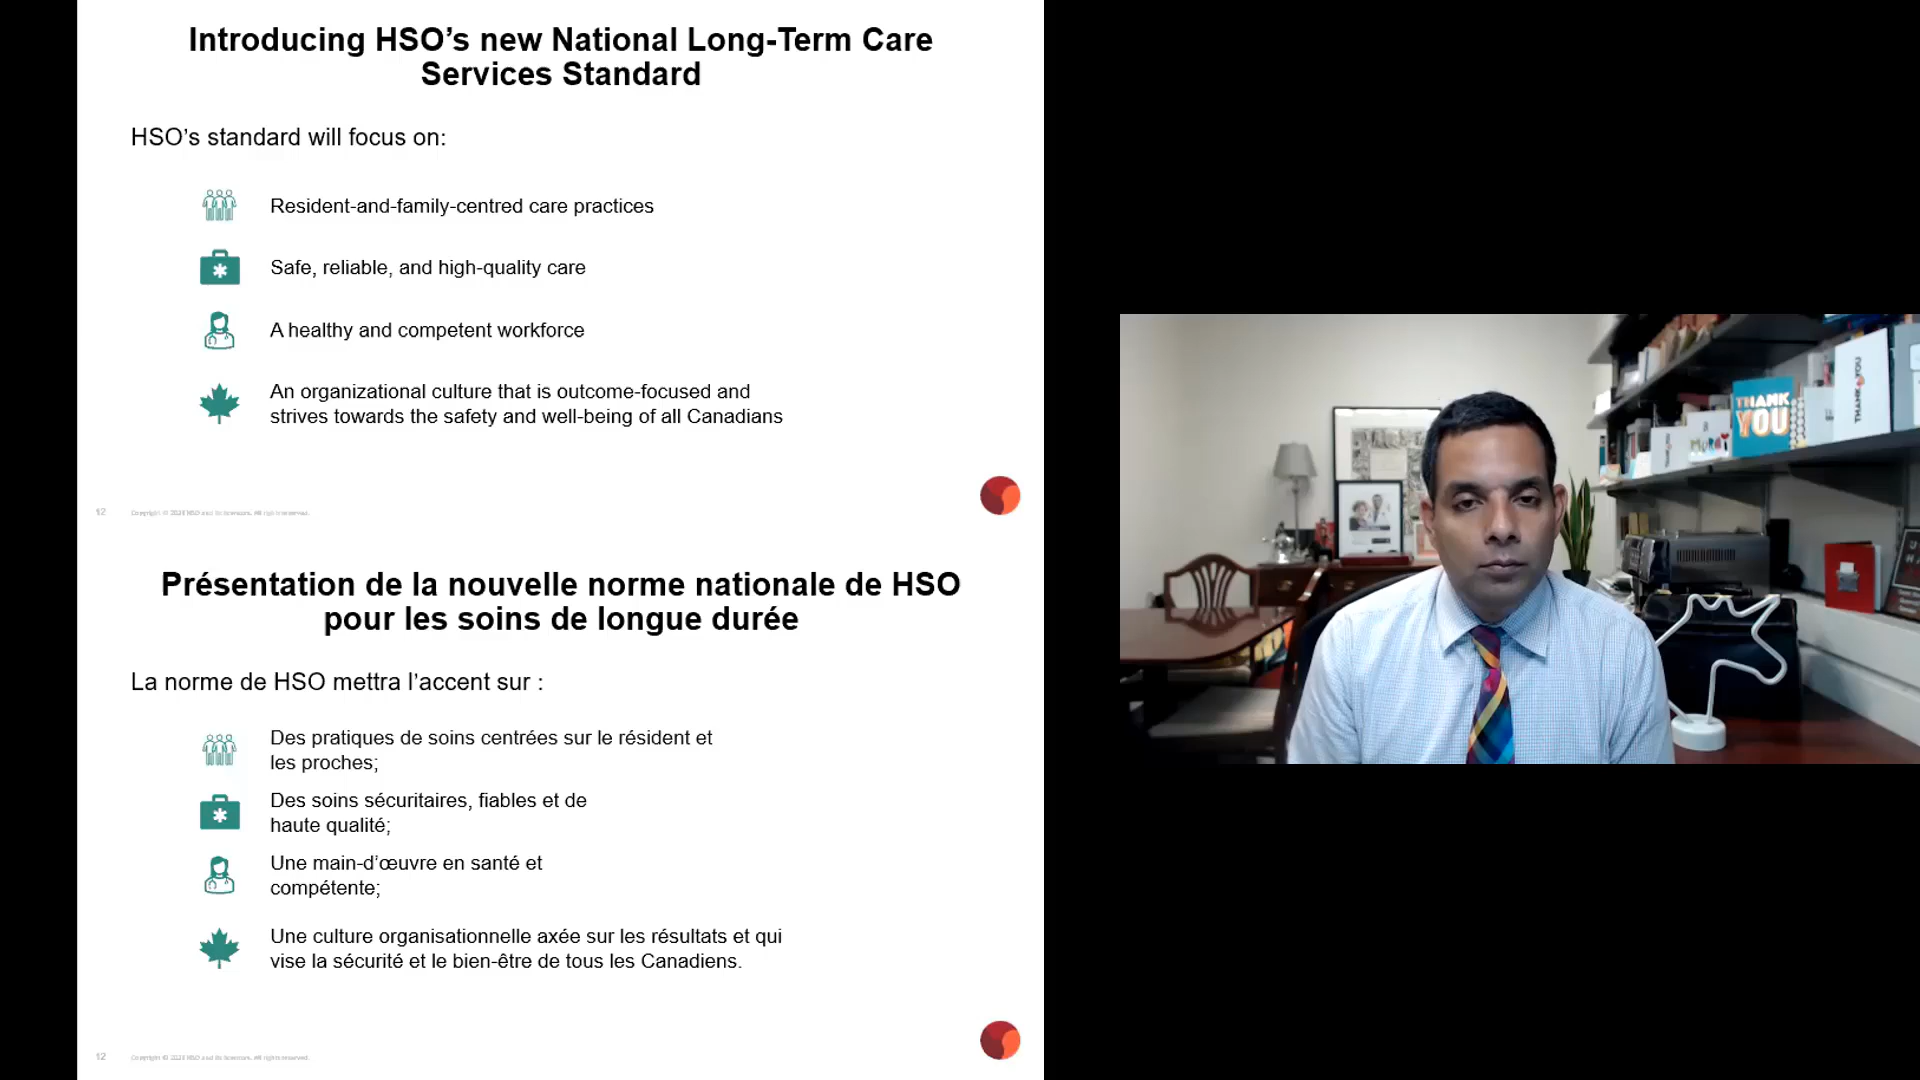 Introducing HSO’s new National Long-Term Care
Services Standard
HSO’s standard will focus on:
Resident-and-family-centred care practices
Safe, reliable, and high-quality care
A healthy and competent workforce
An organizational culture that is outcome-focused and
strives towards the safety and well-being of all Canadians
12
Présentation de la nouvelle norme nationale de HSO
pour les soins de longue durée
La norme de HSO mettra l’accent sur :
Des pratiques de soins centrées sur le résident et
les proches;
Des soins sécuritaires, fiables et de
haute qualité;
Une main-d’œuvre en santé et
compétente;
Une culture organisationnelle axée sur les résultats et qui
vise la sécurité et le bien-être de tous les Canadiens.
12
THANK
YOU
THANK YOU